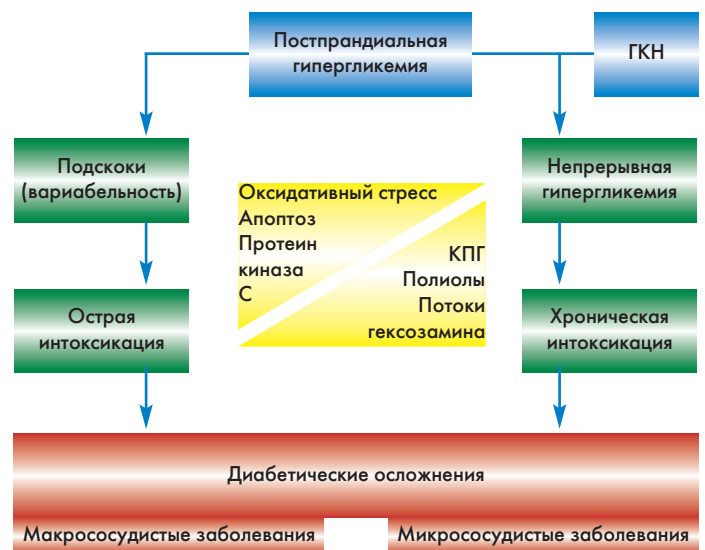 Постпрандиальная
гипергликемия
ГКН
Подскоки
(вариабельность)
Непрерывная
гипергликемия
Оксидативный стресс
Апоптоз
Протеин
киназа
С
КПГ
Полиолы
Потоки
гексозамина
Острая
интоксикация
Хроническая
интоксикация
Диабетические осложнения
Макрососудистые заболевания
Микрососудистые заболевания